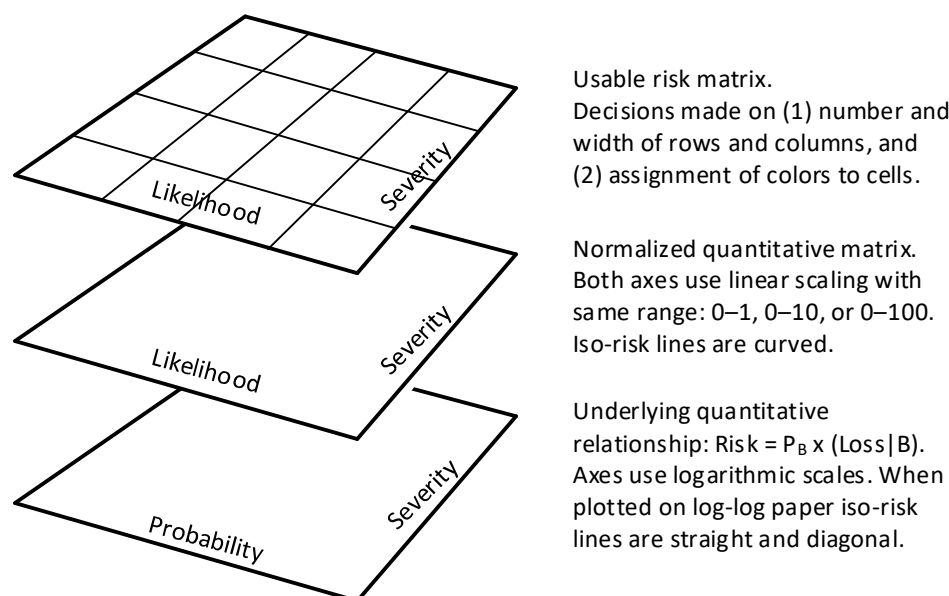 Usable risk matrix.
Decisions made on (1) number and
width of rows and columns, and
(2) assignment of colors to cells.
Likelihood
Severity
Normalized quantitative matrix.
Both axes use linear scaling with
same range: 0–1, 0–10, or 0–100.
Iso-risk lines are curved.
Likelihood
Severity
Underlying quantitative
relationship: Risk = P_B x (Loss|B).
Axes use logarithmic scales. When
plotted on log-log paper iso-risk
lines are straight and diagonal.
Probability
Severity